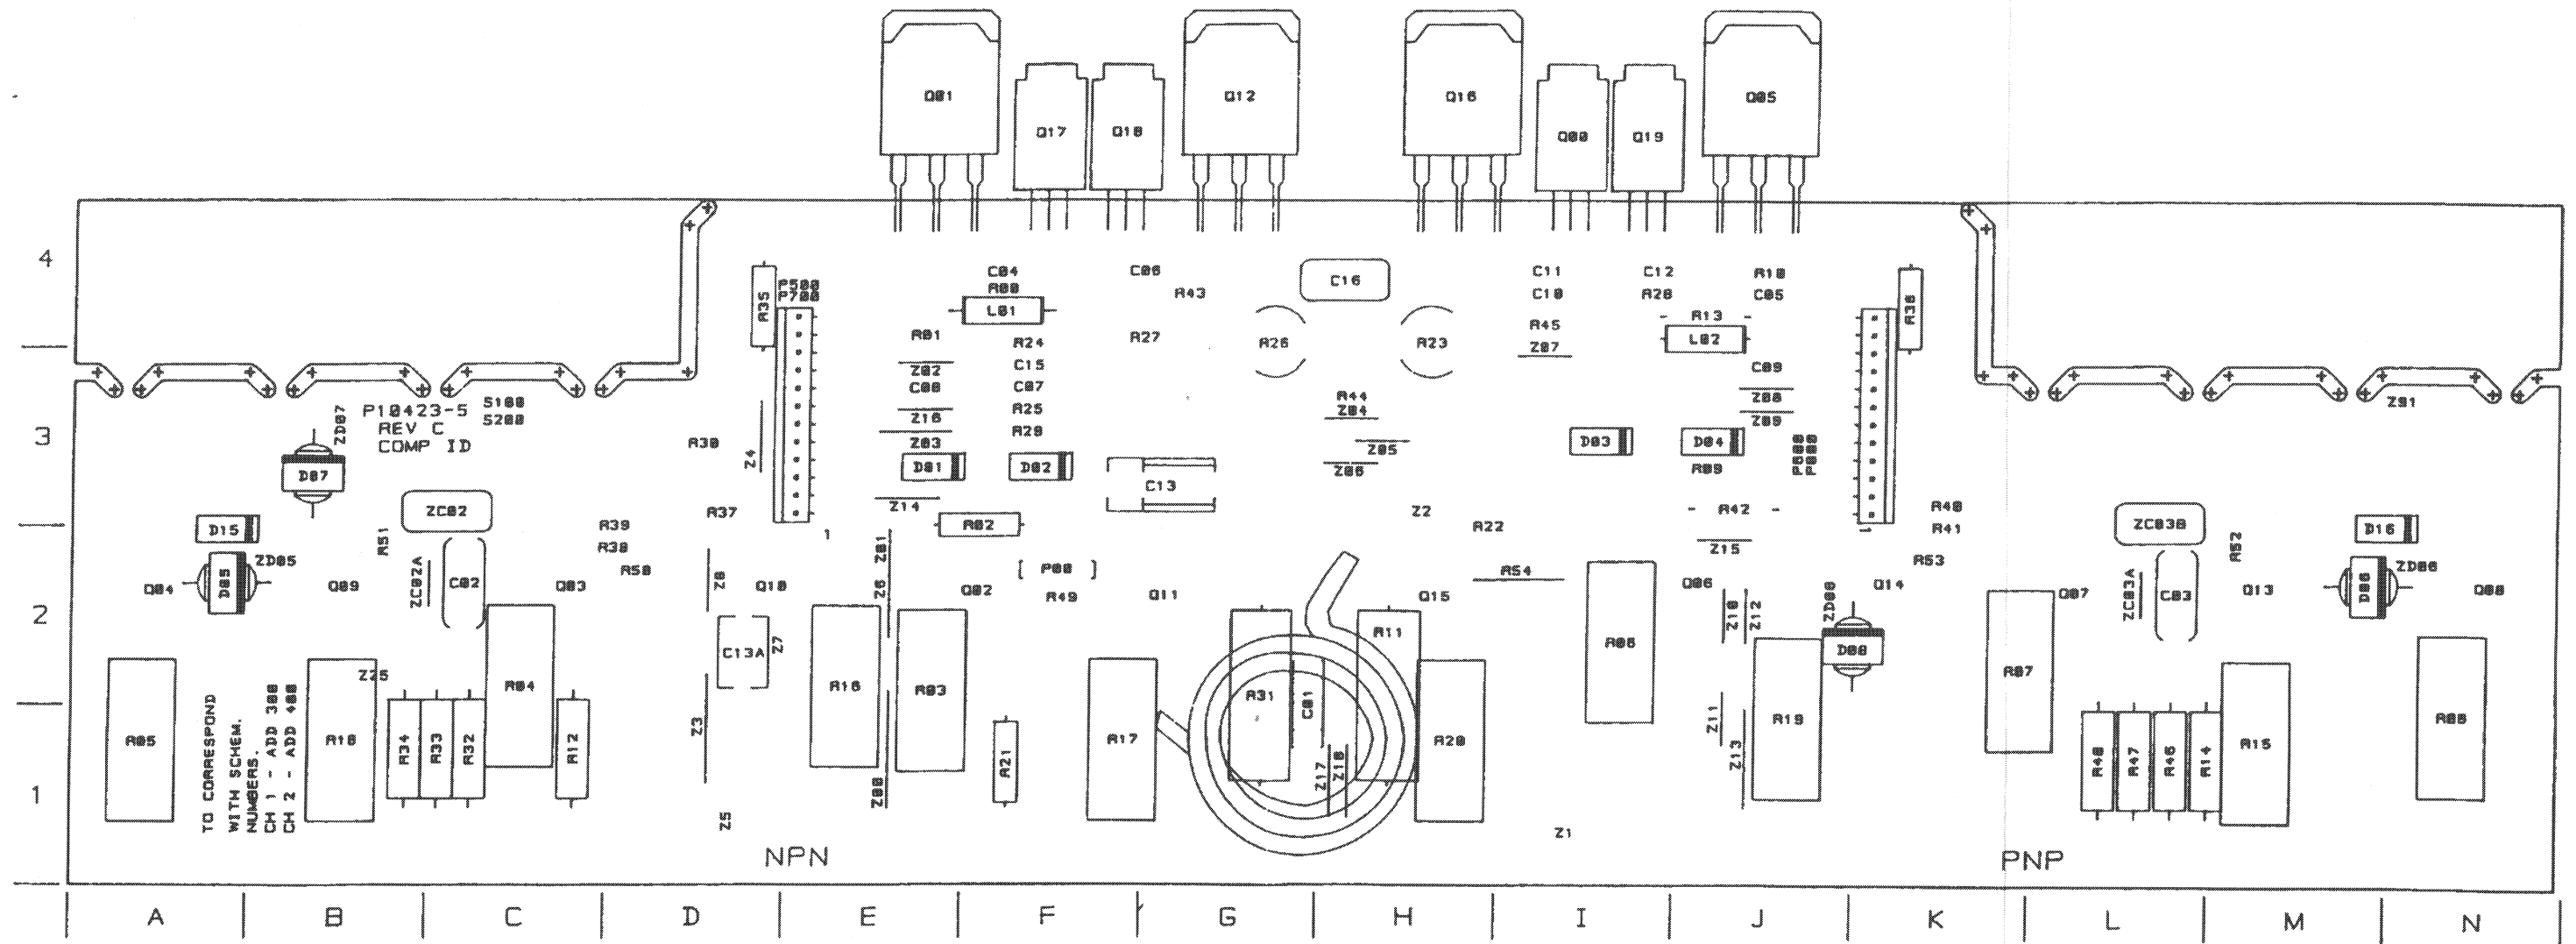 Q01
Q12
Q16
Q05
Q17
Q18
Q00
Q19
4
C04
C06
C11
C12
R10
R00
R43
C16
C10
R28
C05
R35
P500
P700
L01
R36
R01
R24
R27
R26
R23
R45
R13
Z07
L02
Z02
C15
C09
C08
C07
R44
Z08
Z91
P10423-5
S100
REV C
S200
COMP ID
ZD07
Z16
R25
Z04
Z09
3
R30
Z03
R29
Z05
D03
D04
Z4
D01
D02
Z06
R09
P600
P800
D07
C13
ZC02
Z14
R37
Z2
R42
R40
D15
R39
R02
R22
R41
ZC03B
D16
R51
R38
1
Z01
Z15
1
R53
R52
ZD05
R50
P00
R54
ZD06
Q04
D05
Q09
ZC02A
C02
Q03
Z8
Q10
Z6
Q02
R49
Q11
Q15
Q06
Q14
Q07
ZC03A
C03
Q13
D06
Q08
2
Z10
Z12
ZD08
R11
R06
C13A
Z7
D08
Z25
R04
R16
R03
R31
C01
R07
Z3
Z11
R19
R05
R18
R34
R33
R32
R12
R21
R17
R20
Z13
R48
R47
R46
R14
R15
R08
Z17
Z18
Z00
1
TO CORRESPOND
WITH SCHEM.
NUMBERS.
CH 1 - ADD 300
CH 2 - ADD 400
Z5
Z1
NPN
PNP
A B C D E F G H I J K L M N